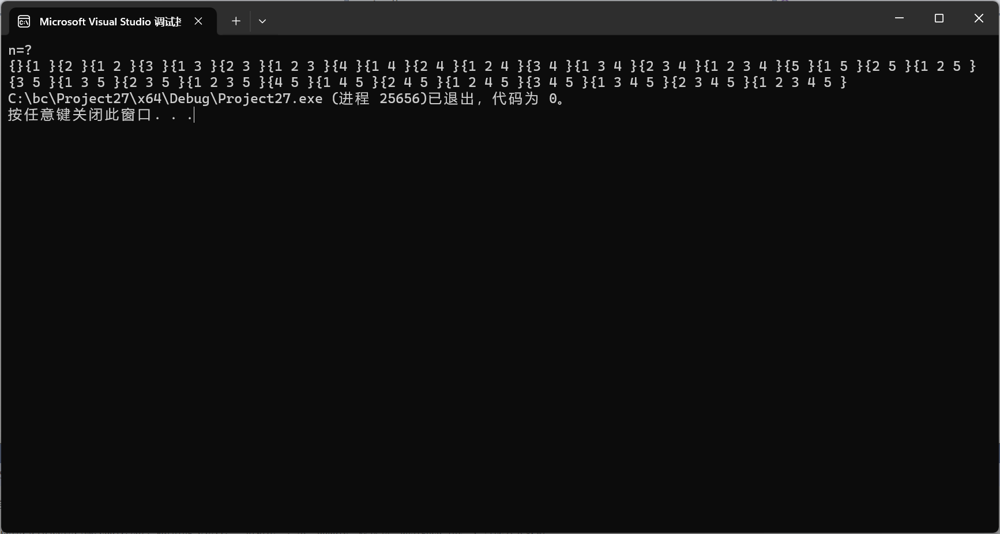 Microsoft Visual Studio 调试
n=?
{}{1 }{2 }{1 2 }{3 }{1 3 }{2 3 }{1 2 3 }{4 }{1 4 }{2 4 }{1 2 4 }{3 4 }{1 3 4 }{2 3 4 }{1 2 3 4 }{5 }{1 5 }{2 5 }{1 2 5 }
{3 5 }{1 3 5 }{2 3 5 }{1 2 3 5 }{4 5 }{1 4 5 }{2 4 5 }{1 2 4 5 }{3 4 5 }{1 3 4 5 }{2 3 4 5 }{1 2 3 4 5 }
C:\bc\Project27\x64\Debug\Project27.exe (进程 25656)已退出，代码为 0。
按任意键关闭此窗口. . .